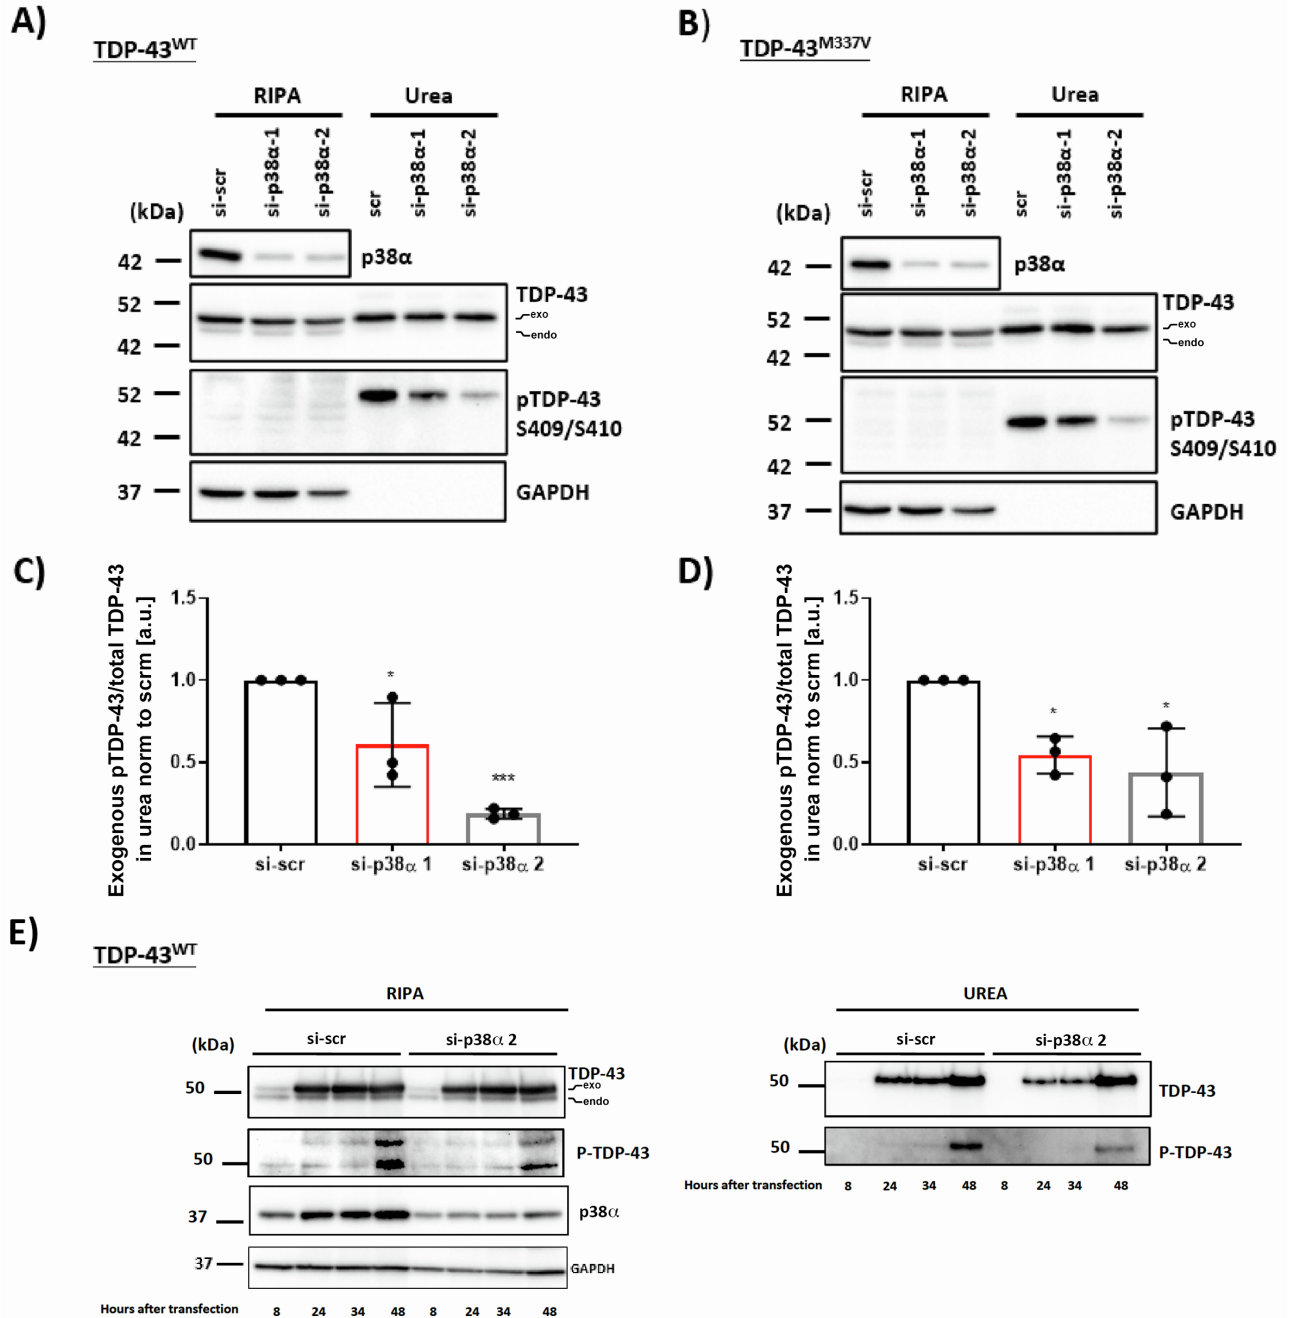 A)
TDP-43WT
RIPA Urea
si-scr si-p38α-1 si-p38α-2 scr si-p38α-1 si-p38α-2
(kDa)
42 p38α
52 TDP-43
exo
endo
42
52 pTDP-43
S409/S410
42
37 GAPDH
B)
TDP-43M337V
RIPA Urea
si-scr si-p38α-1 si-p38α-2 scr si-p38α-1 si-p38α-2
(kDa)
42 p38α
TDP-43
52 exo
endo
42
52 pTDP-43
S409/S410
42
37 GAPDH
C)
Exogenous pTDP-43/total TDP-43
in urea norm to scrm [a.u.]
1.5
1.0
0.5
0.0
*
***
si-scr si-p38α 1 si-p38α 2
D)
Exogenous pTDP-43/total TDP-43
in urea norm to scrm [a.u.]
1.5
1.0
0.5
0.0
* *
si-scr si-p38α 1 si-p38α 2
E)
TDP-43WT
RIPA
(kDa) si-scr si-p38α 2
TDP-43
50 exo
endo
50 P-TDP-43
37 p38α
37 GAPDH
Hours after transfection 8 24 34 48 8 24 34 48
UREA
(kDa) si-scr si-p38α 2
50 TDP-43
50 P-TDP-43
Hours after transfection 8 24 34 48 8 24 34 48